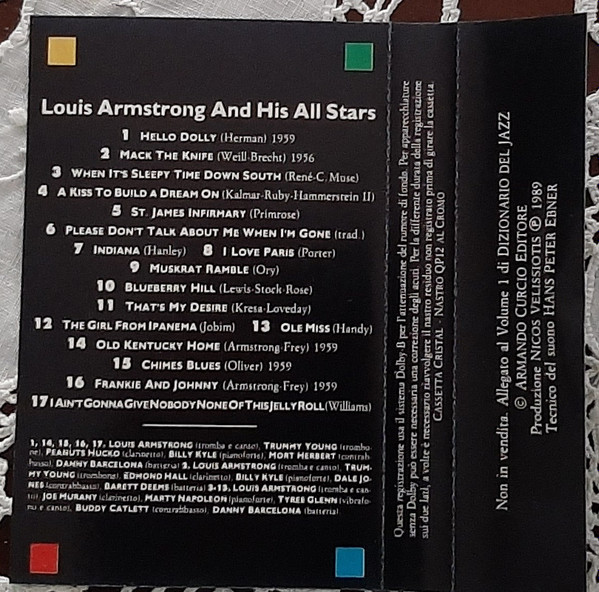 Louis Armstrong And His All Stars
1 HELLO DOLLY (Herman) 1959
2 MACK THE KNIFE (Weill-Brecht) 1956
3 WHEN IT'S SLEEPY TIME DOWN SOUTH (René-C. Muse)
4 A KISS TO BUILD A DREAM ON (Kalmar-Ruby-Hammerstein II)
5 ST. JAMES INFIRMARY (Primrose)
6 PLEASE DON'T TALK ABOUT ME WHEN I'M GONE (trad.)
7 INDIANA (Hanley) 8 I LOVE PARIS (Porter)
9 MUSKRAT RAMBLE (Ory)
10 BLUEBERRY HILL (Lewis-Stock-Rose)
11 THAT'S MY DESIRE (Kresa-Loveday)
12 THE GIRL FROM IPANEMA (Jobim) 13 OLE MISS (Handy)
14 OLD KENTUCKY HOME (Armstrong-Frey) 1959
15 CHIMES BLUES (Oliver) 1959
16 FRANKIE AND JOHNNY (Armstrong-Frey) 1959
17 I AIN'T GONNA GIVE NOBODY NONE OF THIS JELLY ROLL (Williams)
1, 14, 15, 16, 17. LOUIS ARMSTRONG (tromba e canto), TRUMMY YOUNG (trombo-
ne), PEANUTS HUCKO (clarinetto), BILLY KYLE (pianoforte), MORT HERBERT (contrab-
basso), DANNY BARCELONA (batteria) 2. LOUIS ARMSTRONG (tromba e canto), TRUM-
MY YOUNG (trombone), EDMOND HALL (clarinetto), BILLY KYLE (pianoforte), DALE JO-
NES (contrabbasso), BARETT DEEMS (batteria) 3-13. LOUIS ARMSTRONG (tromba e can-
to), JOE MURANY (clarinetto), MARTY NAPOLEON (pianoforte), TYREE GLENN (vibrafo-
no e canto), BUDDY CATLETT (contrabbasso), DANNY BARCELONA (batteria).
Questa registrazione usa il sistema Dolby B per l'attenuazione del rumore di fondo. Per apparecchiature
senza Dolby può essere necessaria una correzione degli acuti. Per la differente durata della registrazione
sui due lati, a volte è necessario riavvolgere il nastro residuo non registrato prima di girare la cassetta.
CASSETTA CRISTAL - NASTRO QP12 AL CROMO
Non in vendita. Allegato al Volume 1 di DIZIONARIO DEL JAZZ
© ARMANDO CURCIO EDITORE
Produzione NICOS VELISSIOTIS Ⓟ 1989
Tecnico del suono HANS PETER EBNER